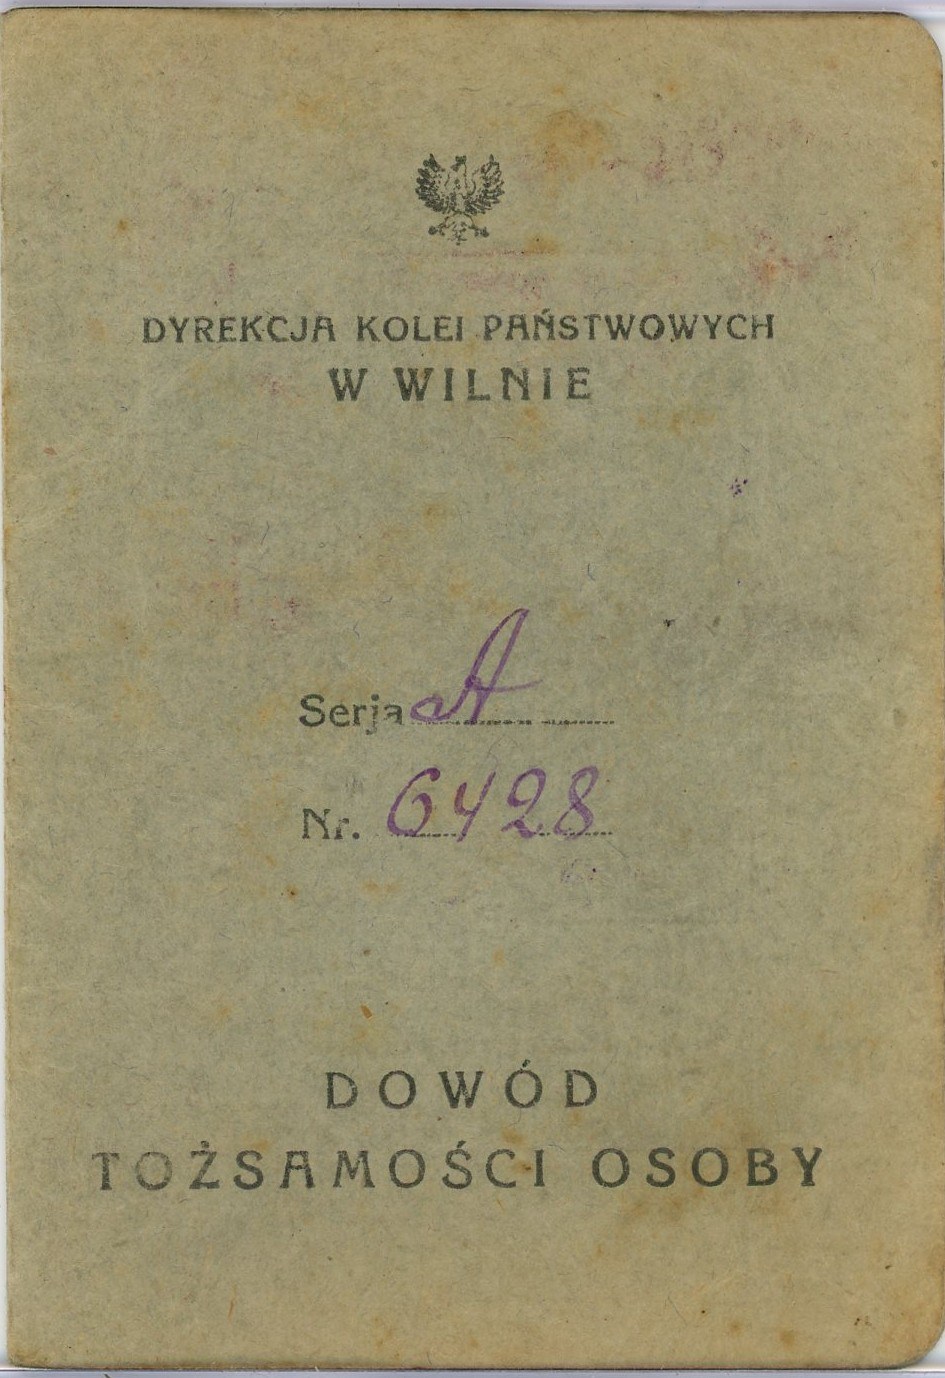 DYREKCJA KOLEI PAŃSTWOWYCH
W WILNIE
Serja A
Nr. 6428
DOWÓD
TOŻSAMOŚCI OSOBY